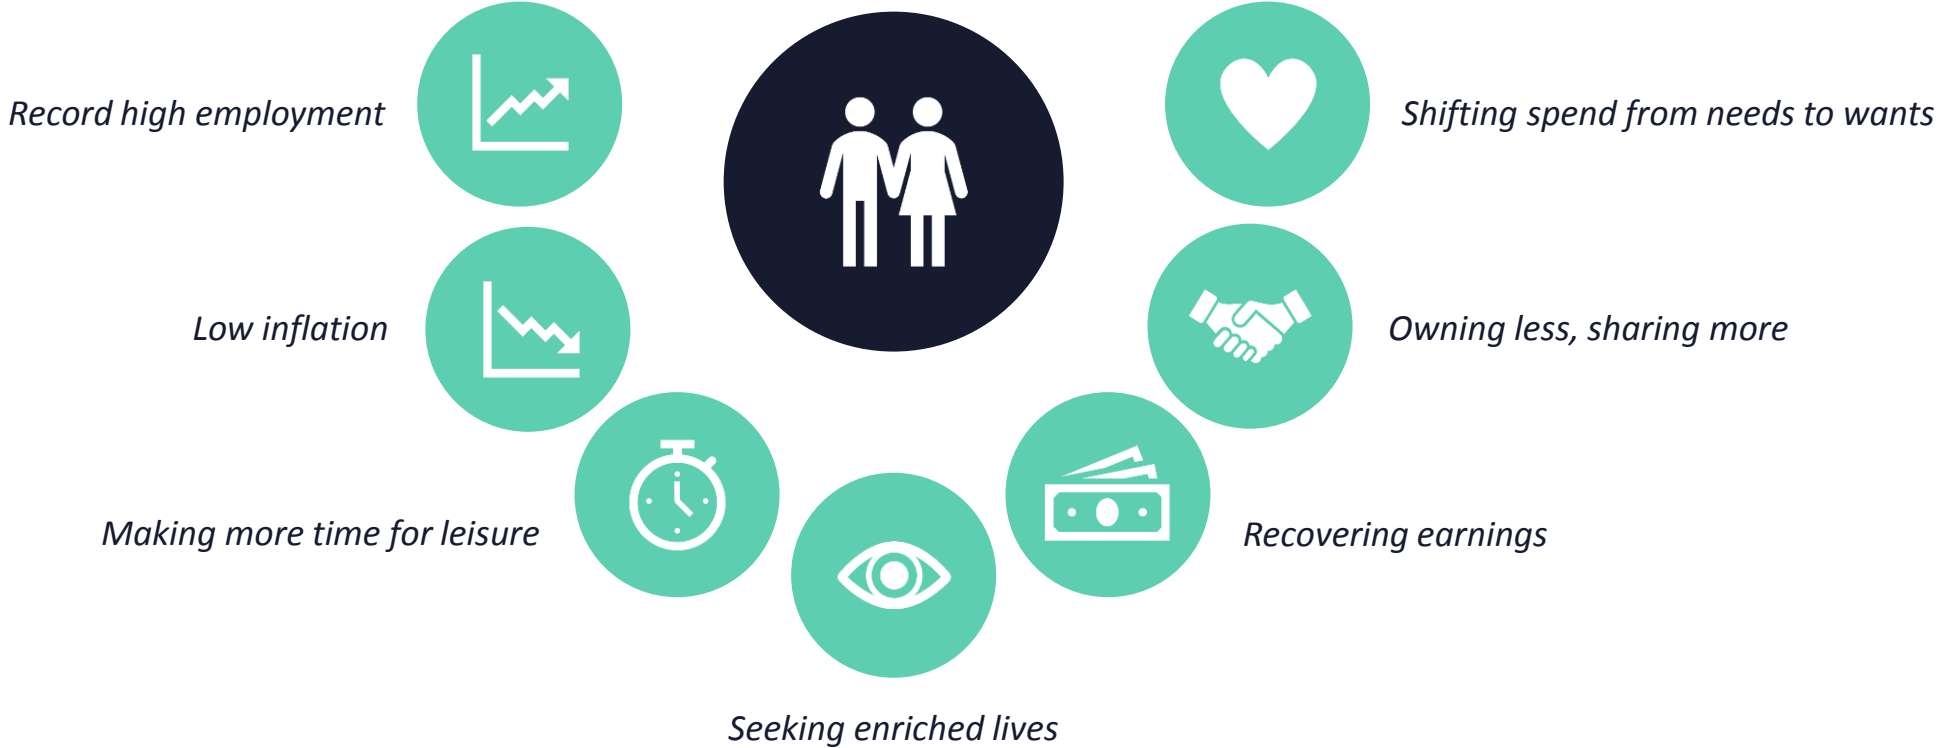 Record high employment
Shifting spend from needs to wants
Low inflation
Owning less, sharing more
Making more time for leisure
Recovering earnings
Seeking enriched lives